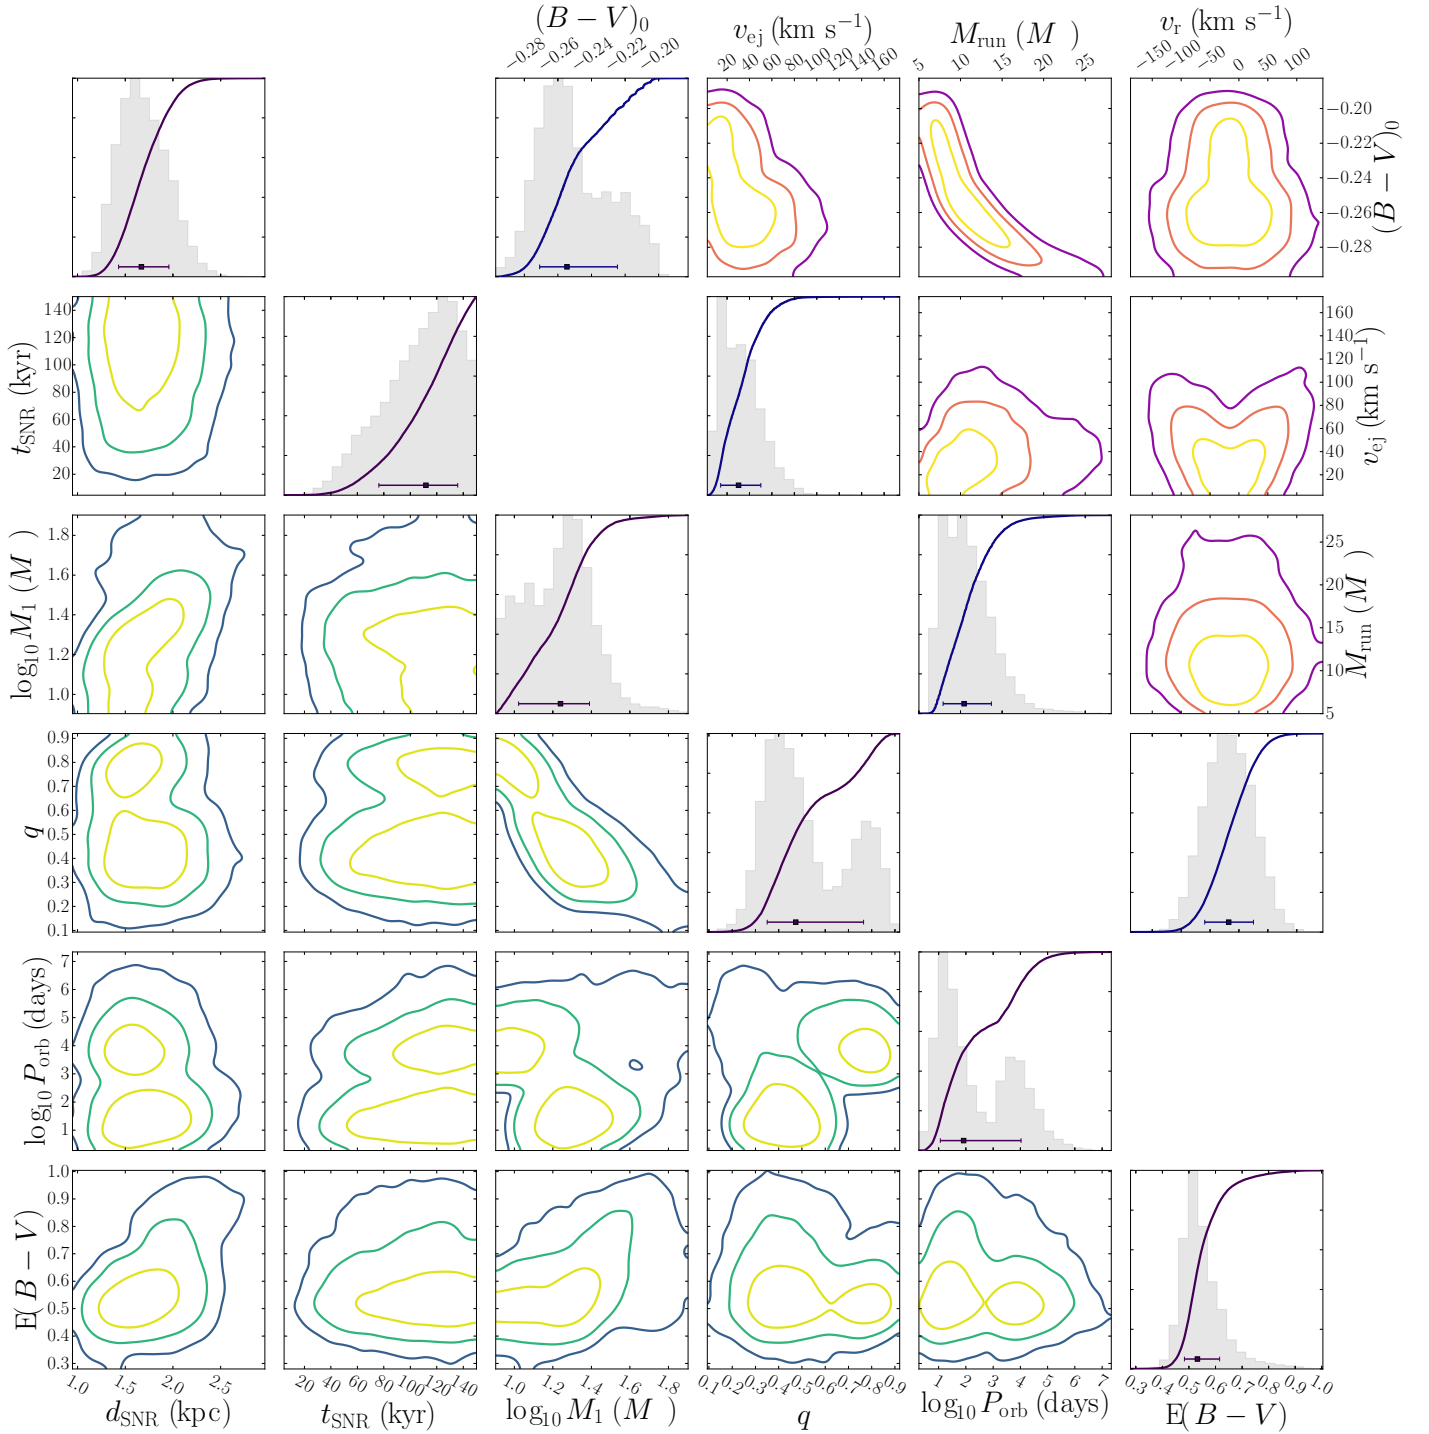 (B − V)₀
v_ej (km s⁻¹)
M_run (M )
v_r (km s⁻¹)
−0.28 −0.26 −0.24 −0.22 −0.20
20 40 60 80 100 120 140 160
5 10 15 20 25
−150 −100 −50 0 50 100
−0.20
−0.22
−0.24
−0.26
−0.28
(B − V)₀
140
120
100
80
60
40
20
t_SNR (kyr)
160
140
120
100
80
60
40
20
v_ej (km s⁻¹)
1.8
1.6
1.4
1.2
1.0
log₁₀ M₁ (M )
25
20
15
10
5
M_run (M )
0.9
0.8
0.7
0.6
0.5
0.4
0.3
0.2
0.1
q
7
6
5
4
3
2
1
log₁₀ P_orb (days)
1.0
0.9
0.8
0.7
0.6
0.5
0.4
0.3
E(B − V)
1.0 1.5 2.0 2.5
20 40 60 80 100 120 140
1.0 1.2 1.4 1.6 1.8
0.1 0.2 0.3 0.4 0.5 0.6 0.7 0.8 0.9
1 2 3 4 5 6 7
0.3 0.4 0.5 0.6 0.7 0.8 0.9 1.0
d_SNR (kpc)
t_SNR (kyr)
log₁₀ M₁ (M )
q
log₁₀ P_orb (days)
E(B − V)